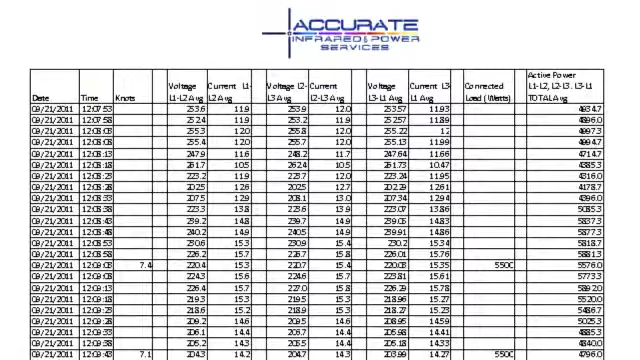 ACCURATE
INFRARED & POWER
SERVICES
Active Power
Voltage Current L1- Voltage L2- Current Voltage Current L3- Connected L1-L2, L2-L3, L3-L1
Date Time Knots L1-L2 Avg L2 Avg L3 Avg L2-L3 Avg L3-L1 Avg L1 Avg Load (Watts) TOTAL Avg
09/21/2011 12:07:53 253.6 11.9 253.9 12.0 253.57 11.93 4934.7
09/21/2011 12:07:58 252.4 11.9 253.2 11.9 252.57 11.89 4896.0
09/21/2011 12:08:03 255.3 12.0 255.8 12.0 255.22 12 4997.3
09/21/2011 12:08:08 255.4 12.0 255.7 12.0 255.13 11.99 4994.7
09/21/2011 12:08:13 247.9 11.6 248.2 11.7 247.64 11.66 4714.7
09/21/2011 12:08:18 261.7 10.5 262.4 10.5 261.73 10.47 4385.3
09/21/2011 12:08:23 223.2 11.9 223.7 12.0 223.24 11.95 4316.0
09/21/2011 12:08:28 202.5 12.6 202.5 12.7 202.29 12.61 4178.7
09/21/2011 12:08:33 207.5 12.9 208.1 13.0 207.34 12.94 4396.0
09/21/2011 12:08:38 223.3 13.8 223.6 13.9 223.07 13.86 5085.3
09/21/2011 12:08:43 239.2 14.8 239.7 14.9 239.05 14.83 5837.3
09/21/2011 12:08:48 240.2 14.9 240.5 14.9 239.91 14.86 5877.3
09/21/2011 12:08:53 230.6 15.3 230.9 15.4 230.2 15.34 5818.7
09/21/2011 12:08:58 226.2 15.7 226.7 15.8 226.01 15.76 5881.3
09/21/2011 12:09:03 7.4 220.4 15.3 220.7 15.4 220.03 15.35 5500 5576.0
09/21/2011 12:09:08 224.3 15.6 224.6 15.7 223.81 15.61 5773.3
09/21/2011 12:09:13 226.4 15.7 227.0 15.8 226.29 15.78 5892.0
09/21/2011 12:09:18 219.3 15.3 219.5 15.3 218.96 15.27 5520.0
09/21/2011 12:09:23 218.6 15.2 218.9 15.3 218.27 15.23 5486.7
09/21/2011 12:09:28 209.2 14.6 209.5 14.6 208.95 14.59 5025.3
09/21/2011 12:09:33 206.1 14.4 206.7 14.4 205.98 14.41 4885.3
09/21/2011 12:09:38 205.2 14.3 205.5 14.4 205.18 14.33 4840.0
09/21/2011 12:09:43 7.1 204.3 14.2 204.7 14.3 203.99 14.27 5500 4796.0